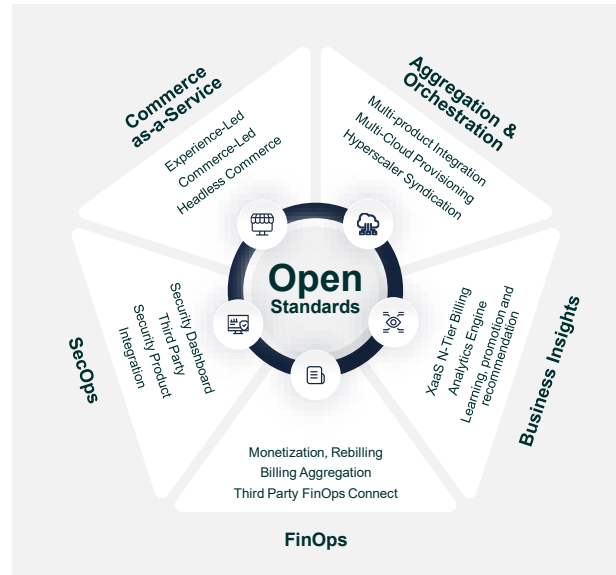 Commerce
as-a-Service
Experience-Led
Commerce-Led
Headless Commerce
Aggregation &
Orchestration
Multi-product Integration
Multi-Cloud Provisioning
Hyperscaler Syndication
Open
Standards
SecOps
Security Dashboard
Third Party
Security Product
Integration
XaaS N-Tier Billing
Analytics Engine
Learning, promotion and
recommendation
Business Insights
Monetization, Rebilling
Billing Aggregation
Third Party FinOps Connect
FinOps